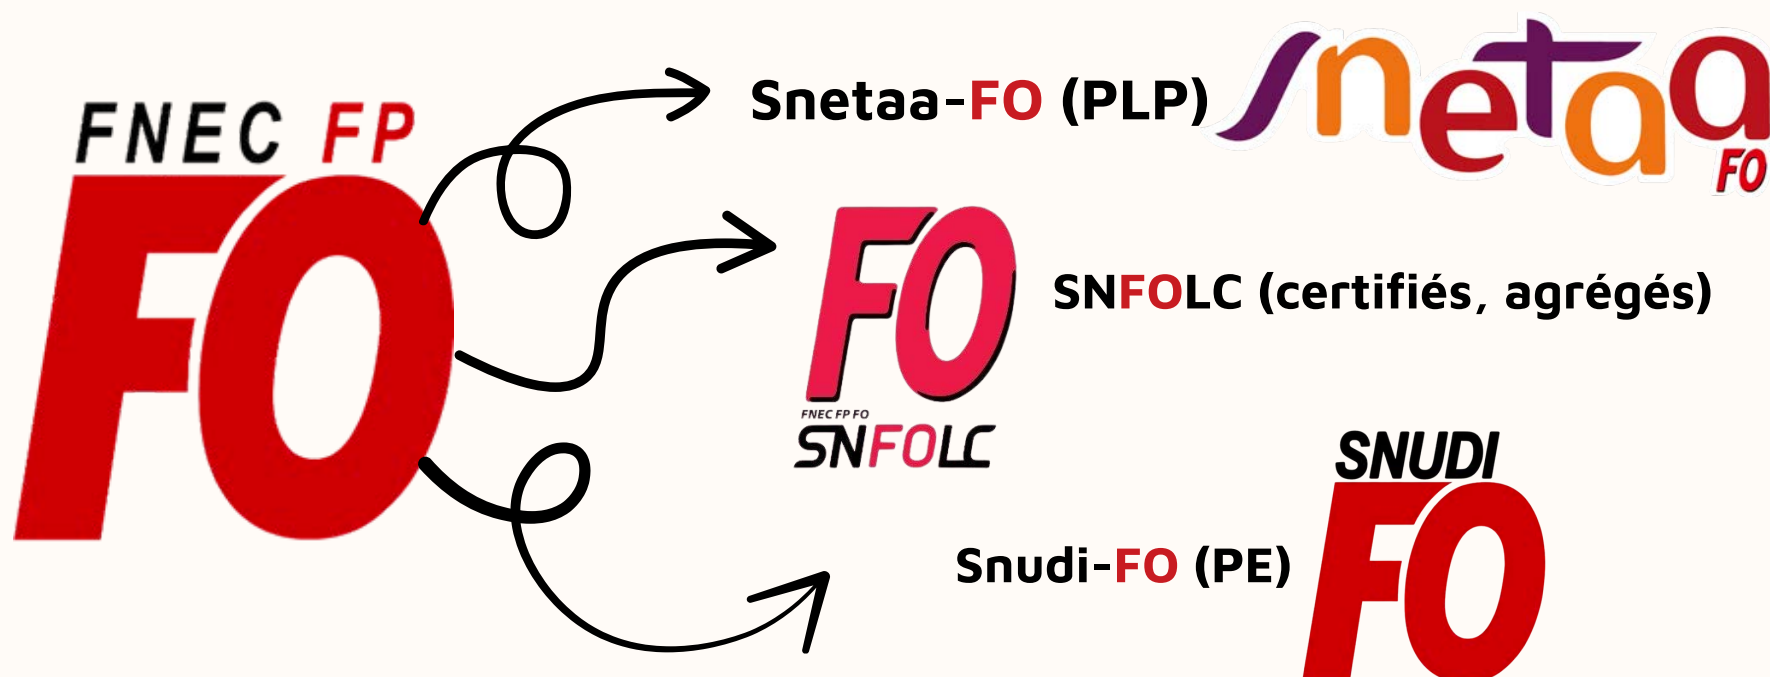 FNEC FP
FO
Snetaa-FO (PLP)
snetaa
FO
FO
FNEC FP FO
SNFOLC
SNFOLC (certifiés, agrégés)
Snudi-FO (PE)
SNUDI
FO